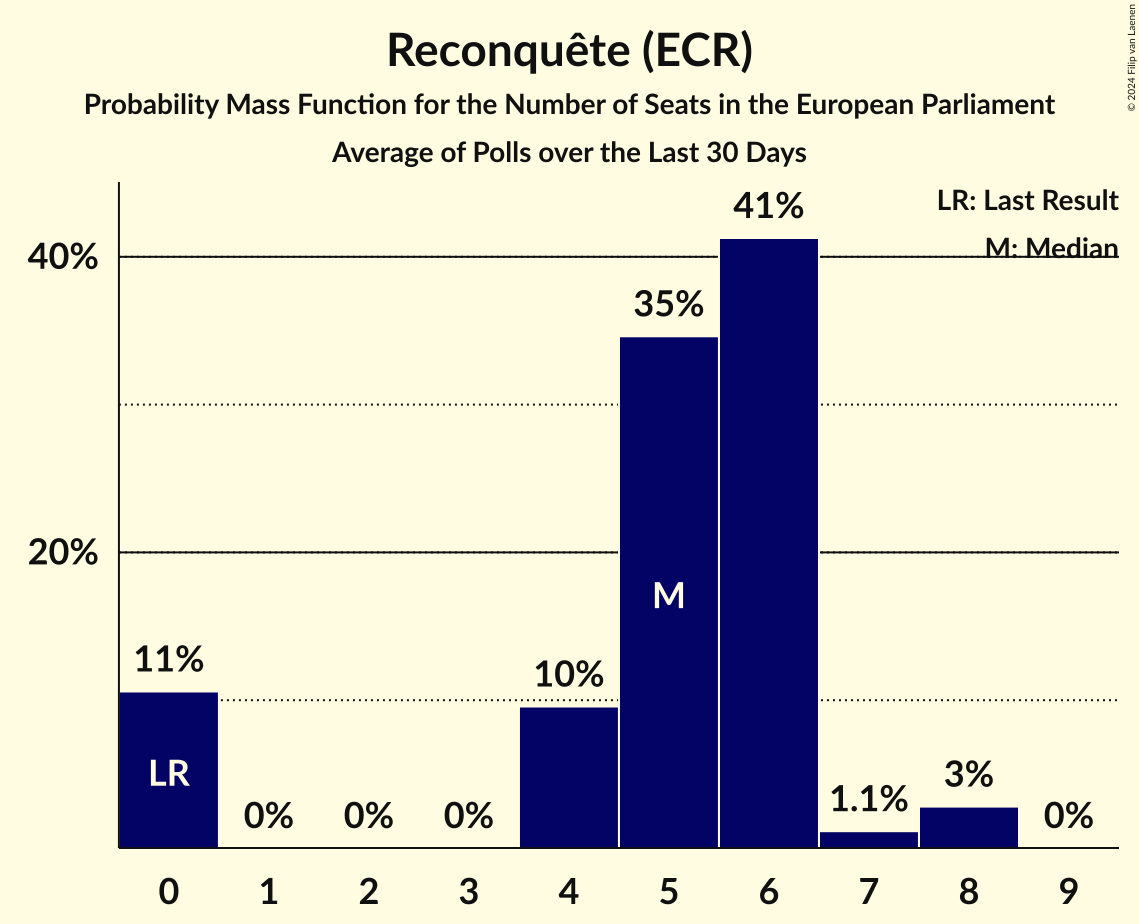 Reconquête (ECR)
Probability Mass Function for the Number of Seats in the European Parliament
Average of Polls over the Last 30 Days
© 2024 Filip van Laenen
LR: Last Result
M: Median
41%
40%
35%
20%
M
11%
10%
LR
3%
1.1%
0% 0% 0% 0%
0 1 2 3 4 5 6 7 8 9